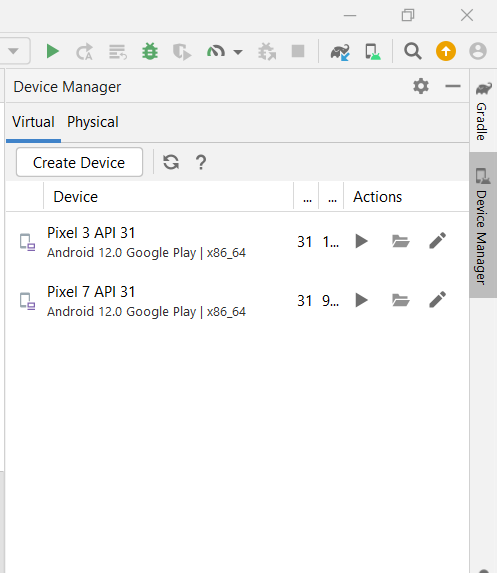 Device Manager
Virtual Physical
Create Device ?
Device ... ... Actions
Pixel 3 API 31 31 1...
Android 12.0 Google Play | x86_64
Pixel 7 API 31 31 9...
Android 12.0 Google Play | x86_64
Gradle
Device Manager